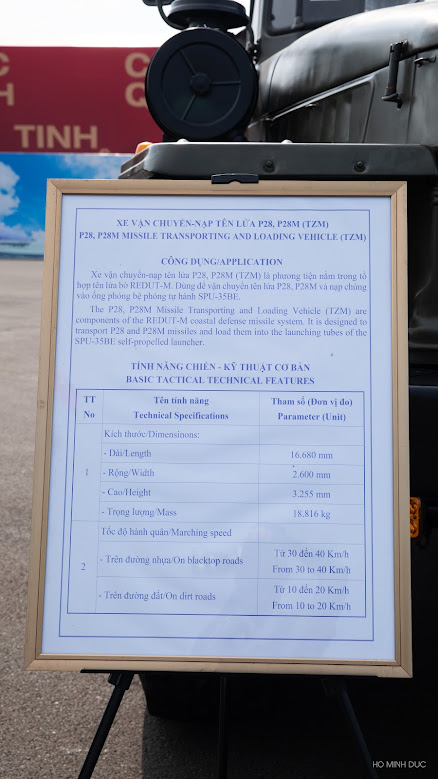 C
H
TINH
C
Q
XE VẬN CHUYỂN-NẠP TÊN LỬA P28, P28M (TZM)
P28, P28M MISSILE TRANSPORTING AND LOADING VEHICLE (TZM)
CÔNG DỤNG/APPLICATION
Xe vận chuyển-nạp tên lửa P28, P28M (TZM) là phương tiện nằm trong tổ
hợp tên lửa bờ REDUT-M. Dùng để vận chuyển tên lửa P28, P28M và nạp chúng
vào ống phóng bệ phóng tự hành SPU-35BE.
The P28, P28M Missile Transporting and Loading Vehicle (TZM) are
components of the REDUT-M coastal defense missile system. It is designed to
transport P28 and P28M missiles and load them into the launching tubes of the
SPU-35BE self-propelled launcher.
TÍNH NĂNG CHIẾN - KỸ THUẬT CƠ BẢN
BASIC TACTICAL TECHNICAL FEATURES
TT No Tên tính năng Technical Specifications Tham số (Đơn vị đo) Parameter (Unit)
1 Kích thước/Dimensinons:
- Dài/Length 16.680 mm
- Rộng/Width 2.600 mm
- Cao/Height 3.255 mm
- Trọng lượng/Mass 18.816 kg
2 Tốc độ hành quân/Marching speed
- Trên đường nhựa/On blacktop roads Từ 30 đến 40 Km/h
From 30 to 40 Km/h
- Trên đường đất/On dirt roads Từ 10 đến 20 Km/h
From 10 to 20 Km/h
HO MINH DUC